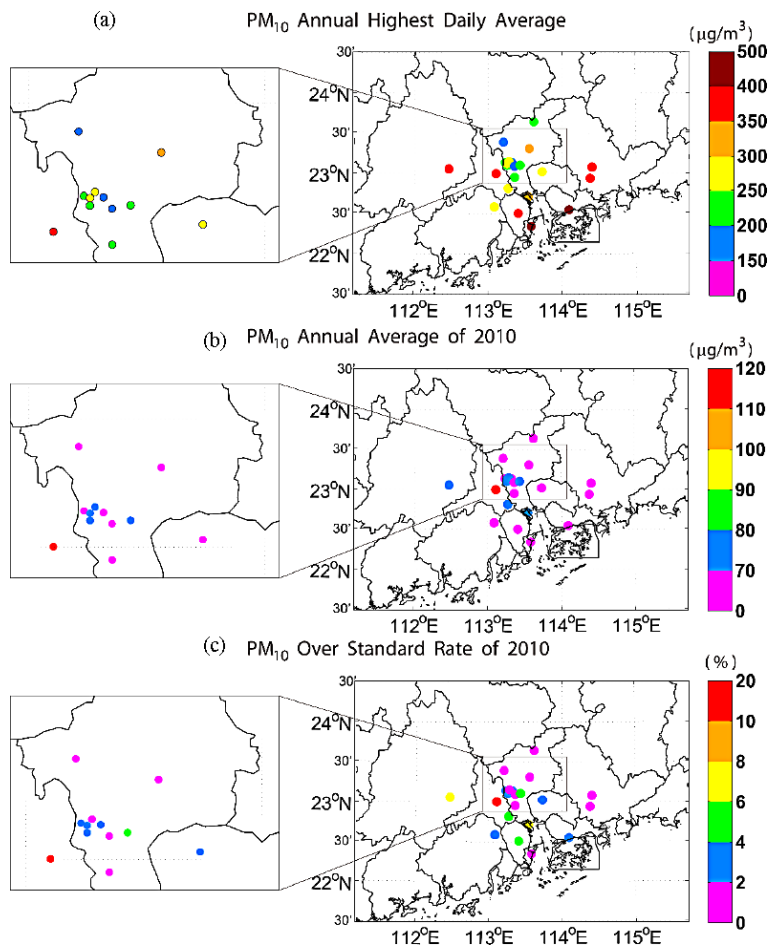 (a) PM10 Annual Highest Daily Average
(μg/m³)
30'
24°N
30'
23°N
30'
22°N
30'
112°E 113°E 114°E 115°E
500
400
350
300
250
200
150
0
(b) PM10 Annual Average of 2010
(μg/m³)
30'
24°N
30'
23°N
30'
22°N
30'
112°E 113°E 114°E 115°E
120
110
100
90
80
70
0
(c) PM10 Over Standard Rate of 2010
(%)
30'
24°N
30'
23°N
30'
22°N
30'
112°E 113°E 114°E 115°E
20
10
8
6
4
2
0